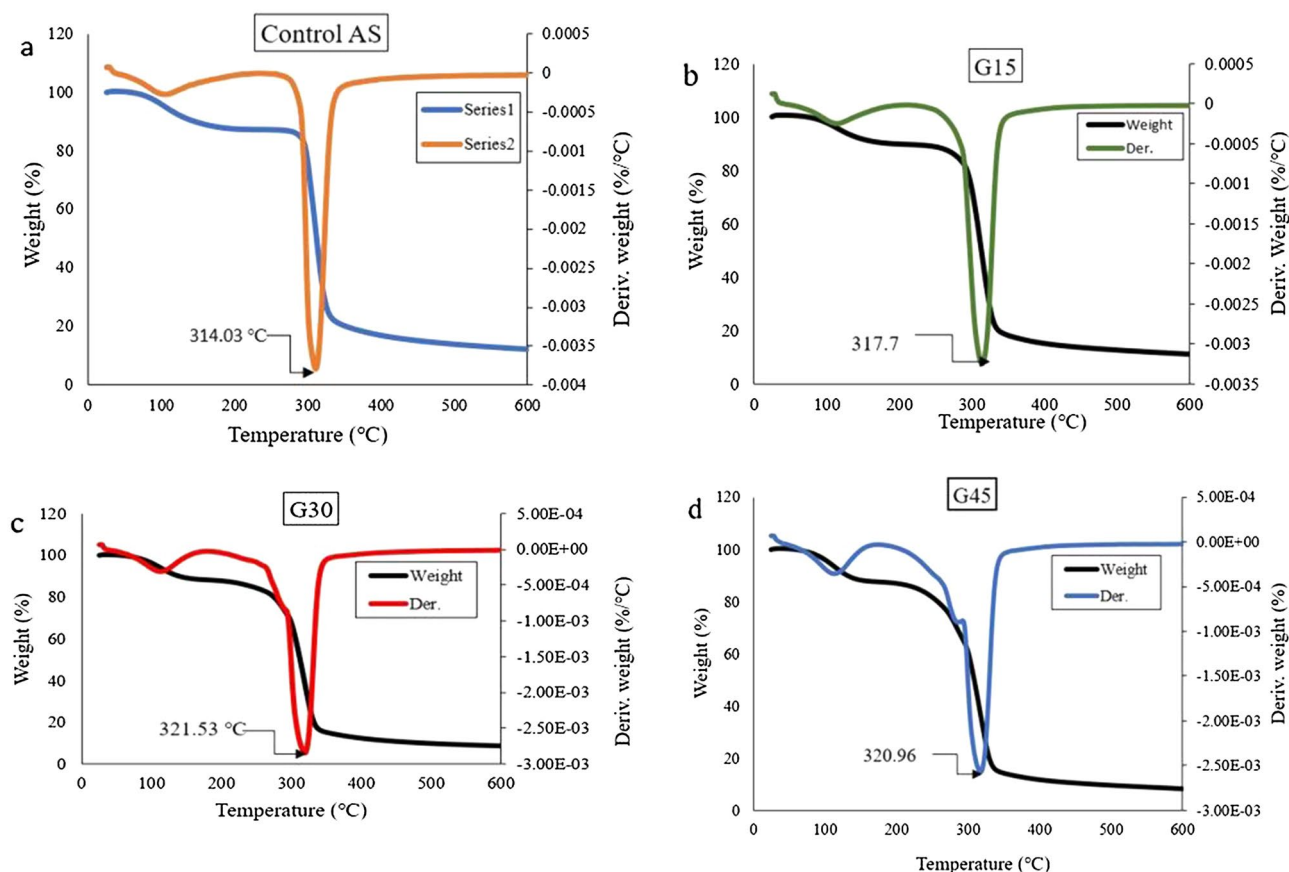 a
Control AS
120
100
80
60
40
20
0
Weight (%)
0.0005
0
-0.0005
-0.001
-0.0015
-0.002
-0.0025
-0.003
-0.0035
-0.004
Deriv. weight (%/°C)
Series1
Series2
314.03 °C
0 100 200 300 400 500 600
Temperature (°C)
b
G15
120
100
80
60
40
20
0
Weight (%)
0.0005
0
-0.0005
-0.001
-0.0015
-0.002
-0.0025
-0.003
-0.0035
Deriv. Weight (%/°C)
Weight
Der.
317.7
0 100 200 300 400 500 600
Temperature (°C)
c
G30
120
100
80
60
40
20
0
Weight (%)
5.00E-04
0.00E+00
-5.00E-04
-1.00E-03
-1.50E-03
-2.00E-03
-2.50E-03
-3.00E-03
Deriv. weight (%/°C)
Weight
Der.
321.53 °C
0 100 200 300 400 500 600
Temperature (°C)
d
G45
120
100
80
60
40
20
0
Weight (%)
5.00E-04
0.00E+00
-5.00E-04
-1.00E-03
-1.50E-03
-2.00E-03
-2.50E-03
-3.00E-03
Deriv. weight (%)
Weight
Der.
320.96
0 100 200 300 400 500 600
Temperature (°C)